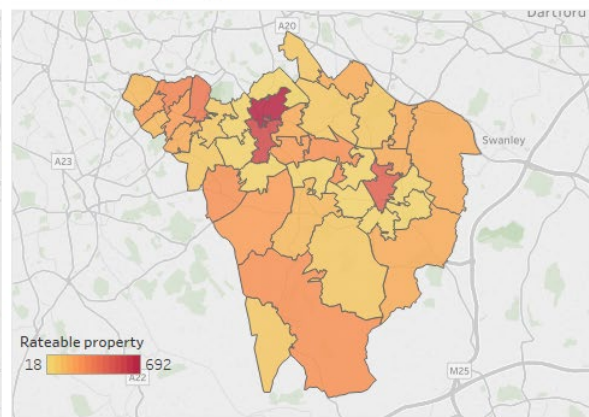 Dartford
A20
Swanley
A23
Rateable property
18 692
A22
M25